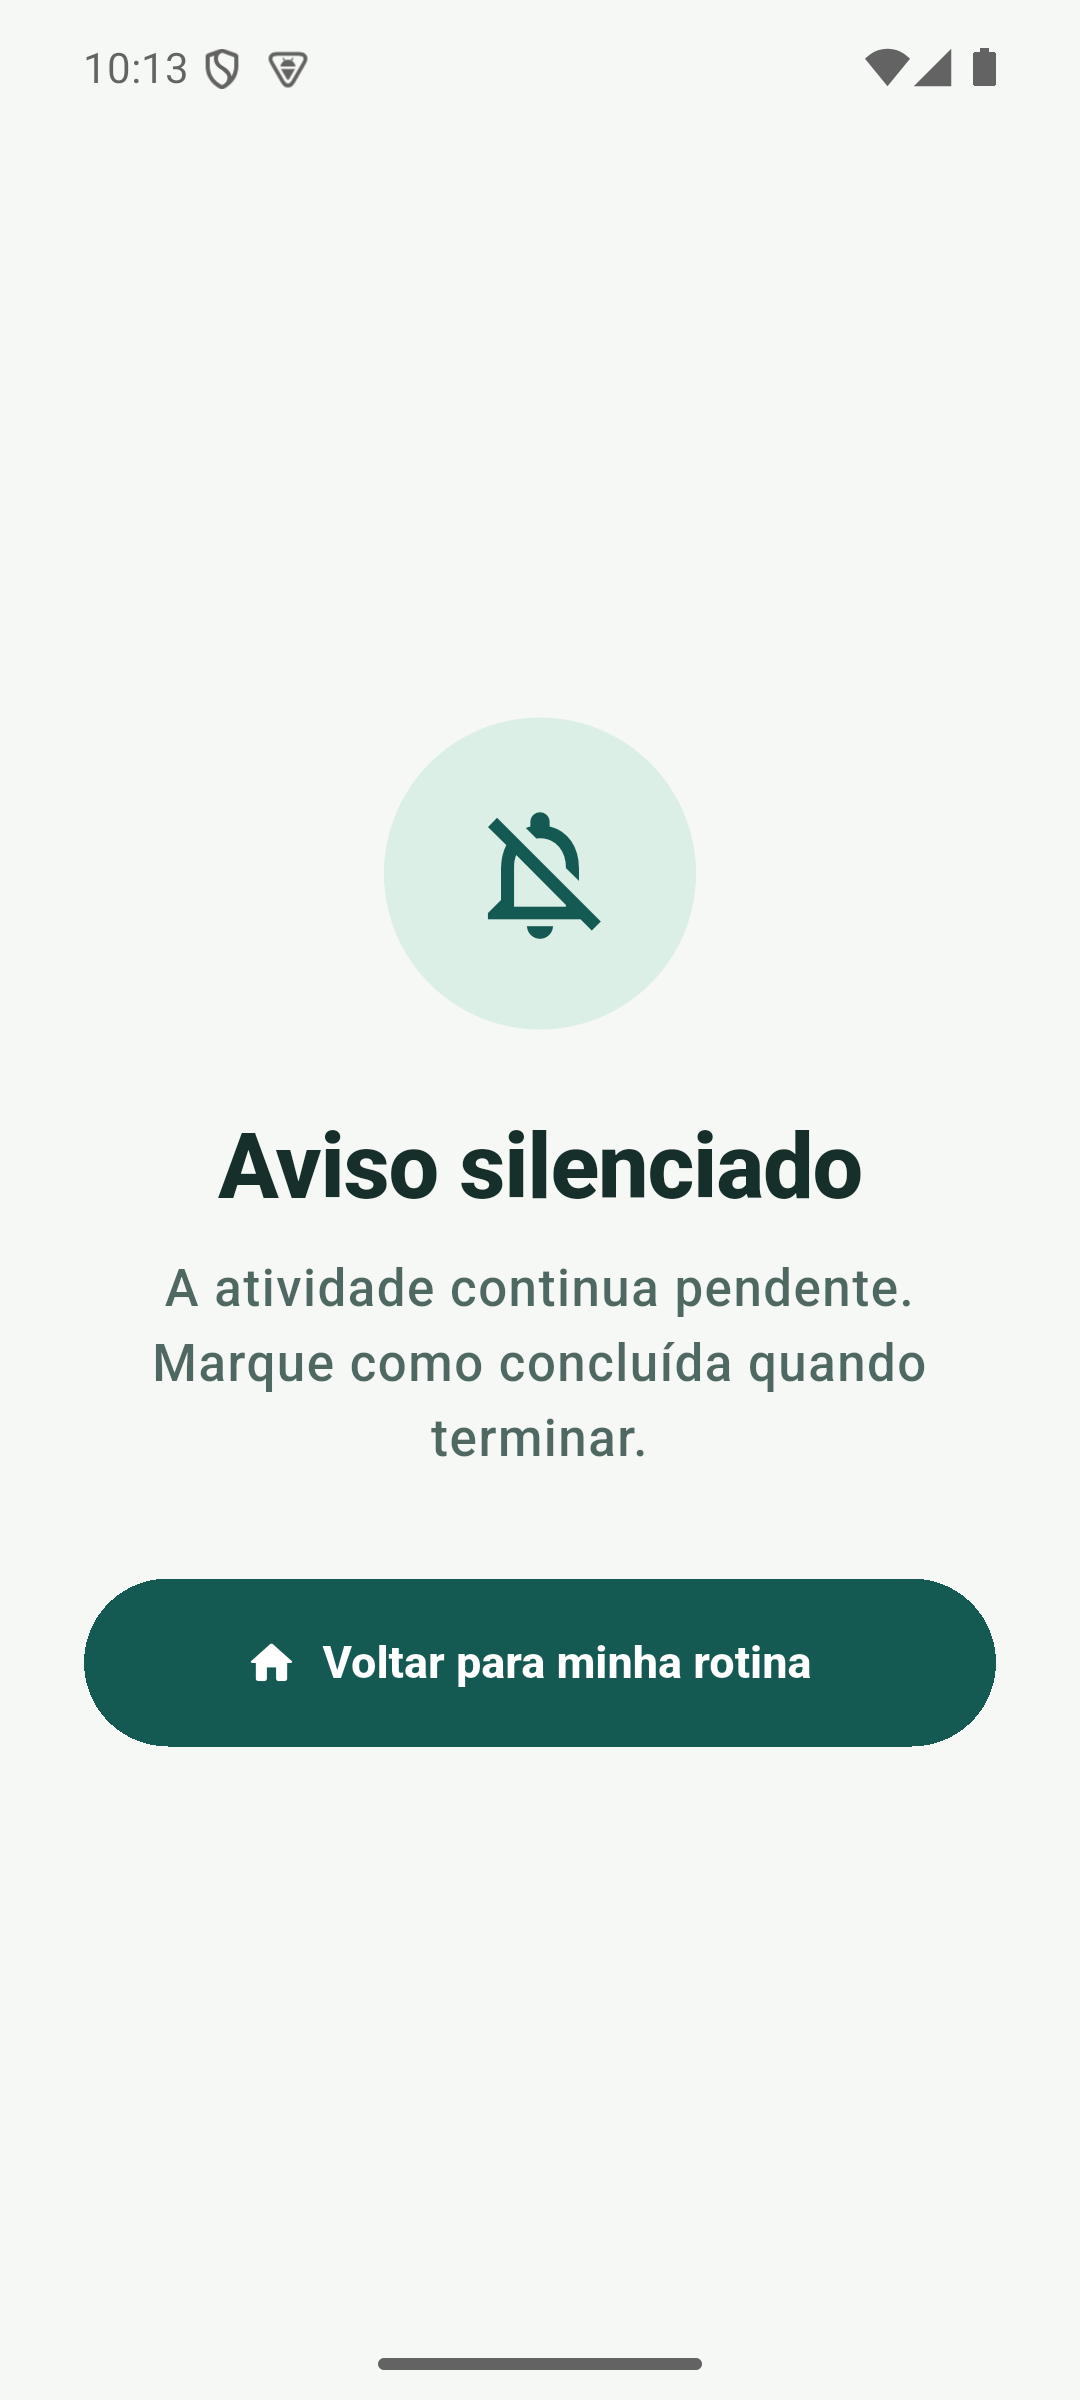 10:13
Aviso silenciado
A atividade continua pendente.
Marque como concluída quando
terminar.
Voltar para minha rotina